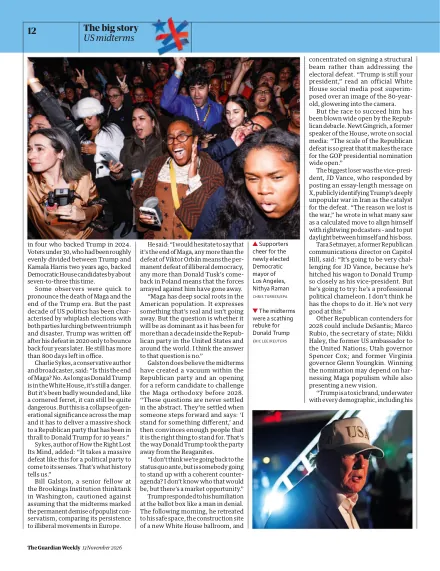 12
The big story
US midterms
in four who backed Trump in 2024.
Voters under 30, who had been roughly
evenly divided between Trump and
Kamala Harris two years ago, backed
Democratic House candidates by about
seven-to-three this time.
Some observers were quick to
pronounce the death of Maga and the
end of the Trump era. But the past
decade of US politics has been char-
acterised by whiplash elections with
both parties lurching between triumph
and disaster. Trump was written off
after his defeat in 2020 only to bounce
back four years later. He still has more
than 800 days left in office.
Charlie Sykes, a conservative author
and broadcaster, said: “Is this the end
of Maga? No. As long as Donald Trump
is in the White House, it’s still a danger.
But it’s been badly wounded and, like
a cornered ferret, it can still be quite
dangerous. But this is a collapse of gen-
erational significance across the map
and it has to deliver a massive shock
to a Republican party that has been in
thrall to Donald Trump for 10 years.”
Sykes, author of How the Right Lost
Its Mind, added: “It takes a massive
defeat like this for a political party to
come to its senses. That’s what history
tells us.”
Bill Galston, a senior fellow at
the Brookings Institution thinktank
in Washington, cautioned against
assuming that the midterms marked
the permanent demise of populist con-
servatism, comparing its persistence
to illiberal movements in Europe.
He said: “I would hesitate to say that
it’s the end of Maga, any more than the
defeat of Viktor Orbán means the per-
manent defeat of illiberal democracy,
any more than Donald Tusk’s come-
back in Poland means that the forces
arrayed against him have gone away.
“Maga has deep social roots in the
American population. It expresses
something that’s real and isn’t going
away. But the question is whether it
will be as dominant as it has been for
more than a decade inside the Repub-
lican party in the United States and
around the world. I think the answer
to that question is no.”
Galston does believe the midterms
have created a vacuum within the
Republican party and an opening
for a reform candidate to challenge
the Maga orthodoxy before 2028.
“These questions are never settled
in the abstract. They’re settled when
someone steps forward and says: ‘I
stand for something different,’ and
then convinces enough people that
it is the right thing to stand for. That’s
the way Donald Trump took the party
away from the Reaganites.
“I don’t think we’re going back to the
status quo ante, but is somebody going
to stand up with a coherent counter-
agenda? I don’t know who that would
be, but there’s a market opportunity.”
Trump responded to his humiliation
at the ballot box like a man in denial.
The following morning, he retreated
to his safe space, the construction site
of a new White House ballroom, and
▲ Supporters
cheer for the
newly elected
Democratic
mayor of
Los Angeles,
Nithya Raman
CHRIS TORRES/EPA
▼ The midterms
were a scathing
rebuke for
Donald Trump
ERIC LEE/REUTERS
concentrated on signing a structural
beam rather than addressing the
electoral defeat. “Trump is still your
president,” read an official White
House social media post superim-
posed over an image of the 80-year-
old, glowering into the camera.
But the race to succeed him has
been blown wide open by the Repub-
lican debacle. Newt Gingrich, a former
speaker of the House, wrote on social
media: “The scale of the Republican
defeat is so great that it makes the race
for the GOP presidential nomination
wide open.”
The biggest loser was the vice-presi-
dent, JD Vance, who responded by
posting an essay-length message on
X, publicly identifying Trump’s deeply
unpopular war in Iran as the catalyst
for the defeat. “The reason we lost is
the war,” he wrote in what many saw
as a calculated move to align himself
with rightwing podcasters – and to put
daylight between himself and his boss.
Tara Setmayer, a former Republican
communications director on Capitol
Hill, said: “It’s going to be very chal-
lenging for JD Vance, because he’s
hitched his wagon to Donald Trump
so closely as his vice-president. But
he’s going to try: he’s a professional
political chameleon. I don’t think he
has the chops to do it. He’s not very
good at this.”
Other Republican contenders for
2028 could include DeSantis; Marco
Rubio, the secretary of state; Nikki
Haley, the former US ambassador to
the United Nations; Utah governor
Spencer Cox; and former Virginia
governor Glenn Youngkin. Winning
the nomination may depend on har-
nessing Maga populism while also
presenting a new vision.
“Trump is a toxic brand, underwater
with every demographic, including his
USA
The Guardian Weekly 13 November 2026